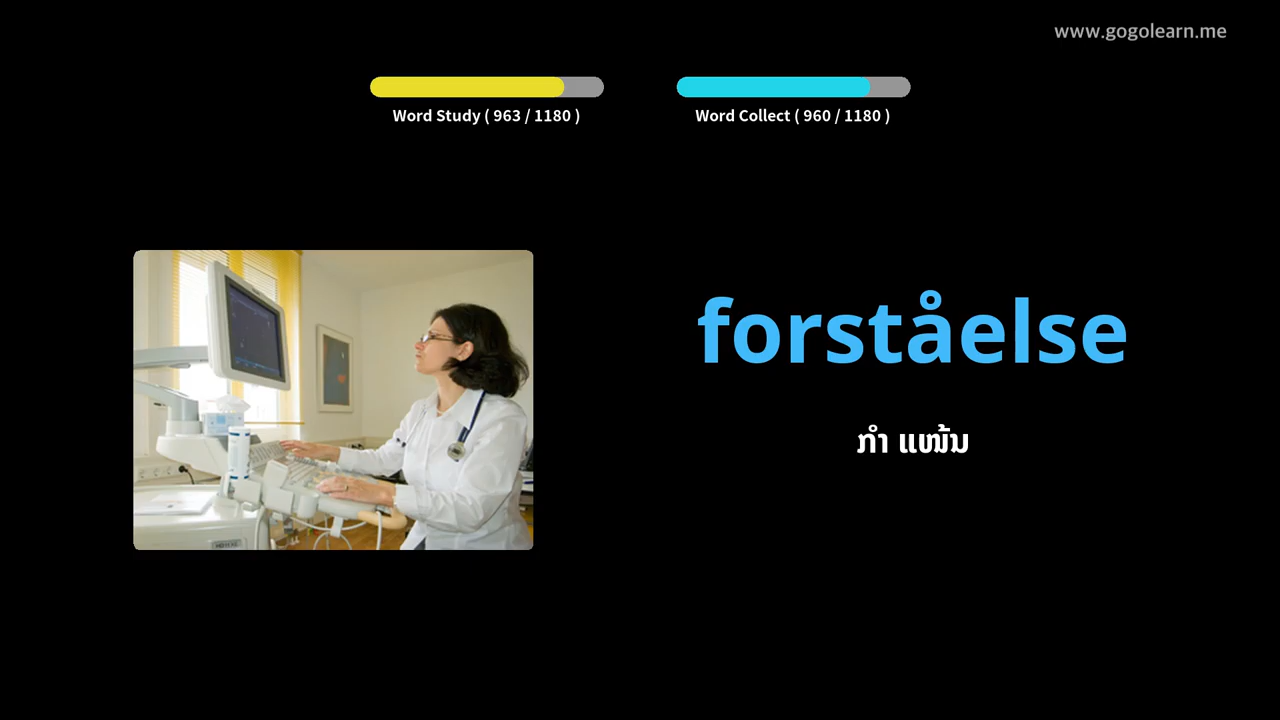 www.gogolearn.me
Word Study ( 963 / 1180 )
Word Collect ( 960 / 1180 )
forståelse
ກຳ ແໜ້ນ